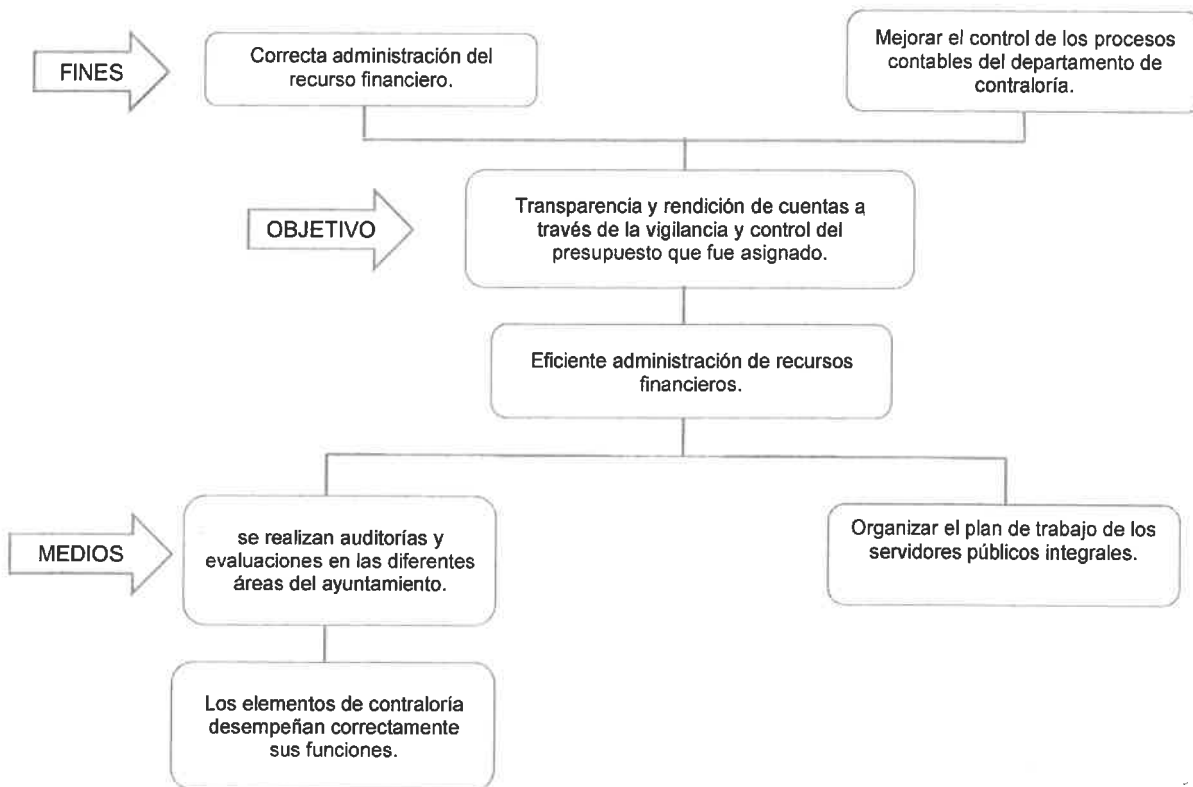 FINES
Correcta administración del
recurso financiero.
Mejorar el control de los procesos
contables del departamento de
contraloría.
OBJETIVO
Transparencia y rendición de cuentas a
través de la vigilancia y control del
presupuesto que fue asignado.
Eficiente administración de recursos
financieros.
MEDIOS
se realizan auditorías y
evaluaciones en las diferentes
áreas del ayuntamiento.
Organizar el plan de trabajo de los
servidores públicos integrales.
Los elementos de contraloría
desempeñan correctamente
sus funciones.